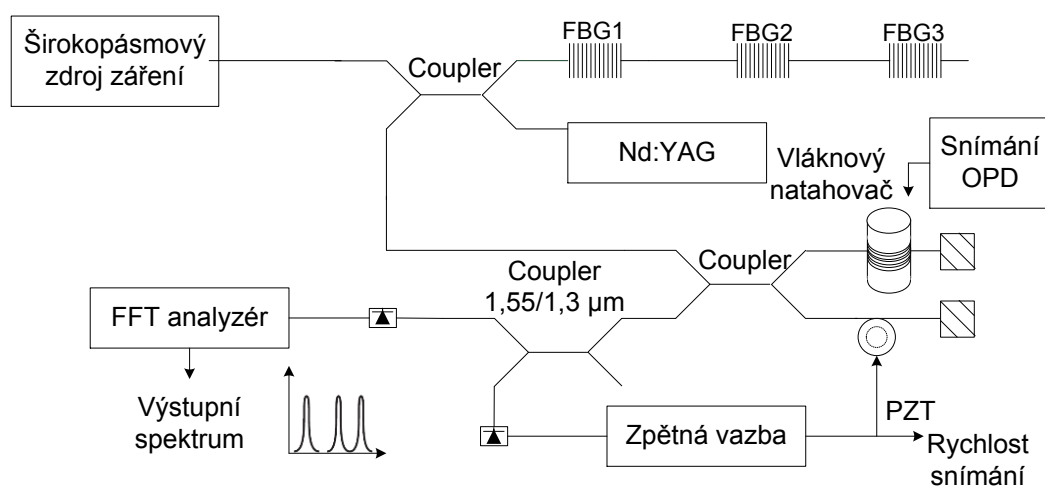 Širokopásmový
zdroj záření
Coupler
FBG1
FBG2
FBG3
Nd:YAG
Vláknový
natahovač
Snímání
OPD
Coupler
1,55/1,3 µm
Coupler
FFT analyzér
Výstupní
spektrum
Zpětná vazba
PZT
Rychlost
snímání